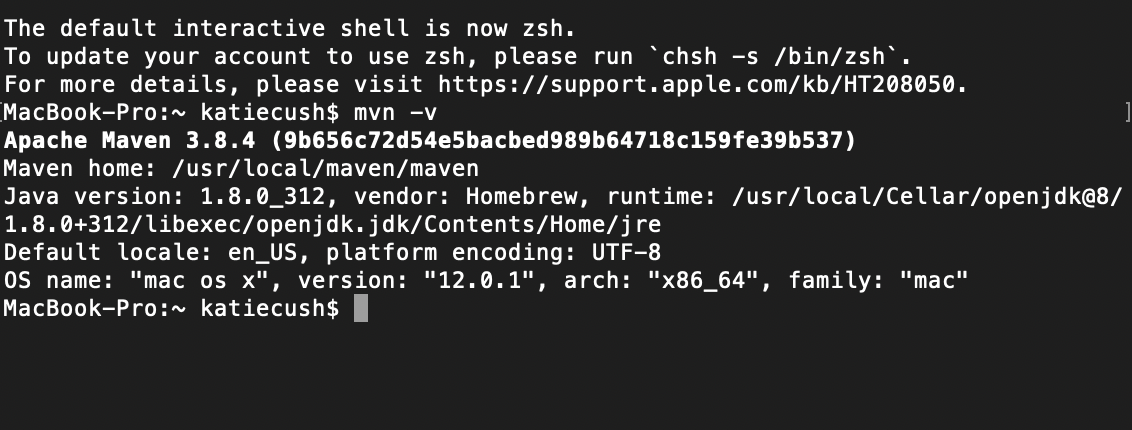 The default interactive shell is now zsh.
To update your account to use zsh, please run `chsh -s /bin/zsh`.
For more details, please visit https://support.apple.com/kb/HT208050.
[MacBook-Pro:~ katiecush$ mvn -v ]
Apache Maven 3.8.4 (9b656c72d54e5bacbed989b64718c159fe39b537)
Maven home: /usr/local/maven/maven
Java version: 1.8.0_312, vendor: Homebrew, runtime: /usr/local/Cellar/openjdk@8/
1.8.0+312/libexec/openjdk.jdk/Contents/Home/jre
Default locale: en_US, platform encoding: UTF-8
OS name: "mac os x", version: "12.0.1", arch: "x86_64", family: "mac"
MacBook-Pro:~ katiecush$